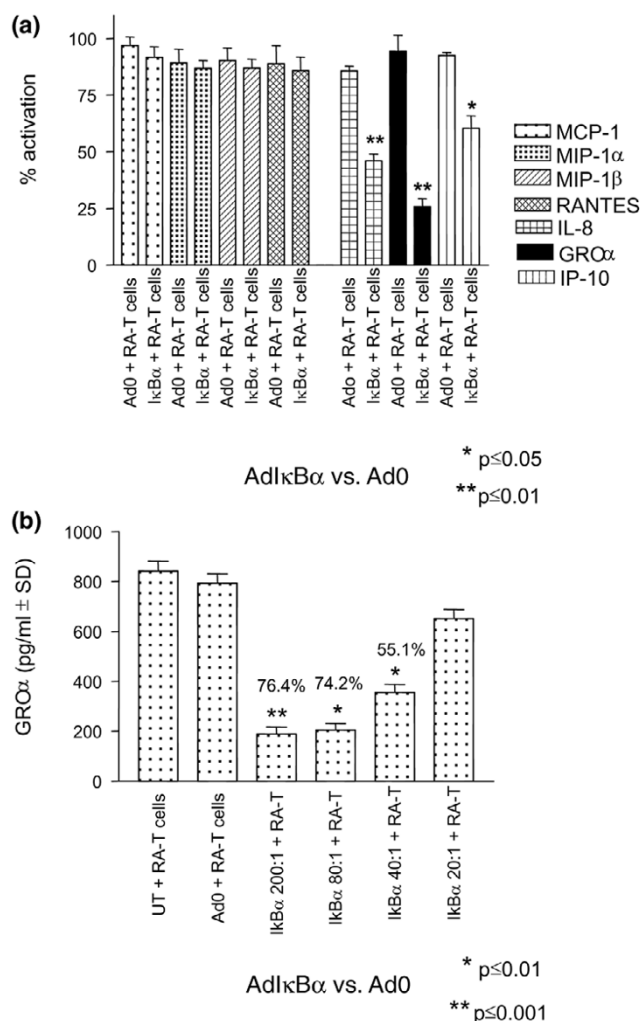 (a)
% activation
100
75
50
25
0
Ad0 + RA-T cells
IκBα + RA-T cells
Ad0 + RA-T cells
IκBα + RA-T cells
Ad0 + RA-T cells
IκBα + RA-T cells
Ad0 + RA-T cells
IκBα + RA-T cells
Ado + RA-T cells
IκBα + RA-T cells
Ad0 + RA-T cells
IκBα + RA-T cells
Ad0 + RA-T cells
IκBα + RA-T cells
**
**
*
MCP-1
MIP-1α
MIP-1β
RANTES
IL-8
GROα
IP-10
AdIκBα vs. Ad0
* p≤0.05
** p≤0.01
(b)
GROα (pg/ml ± SD)
1000
800
600
400
200
0
76.4%
**
74.2%
*
55.1%
*
UT + RA-T cells
Ad0 + RA-T cells
IkBα 200:1 + RA-T
IkBα 80:1 + RA-T
IkBα 40:1 + RA-T
IkBα 20:1 + RA-T
AdIκBα vs. Ad0
* p≤0.01
** p≤0.001